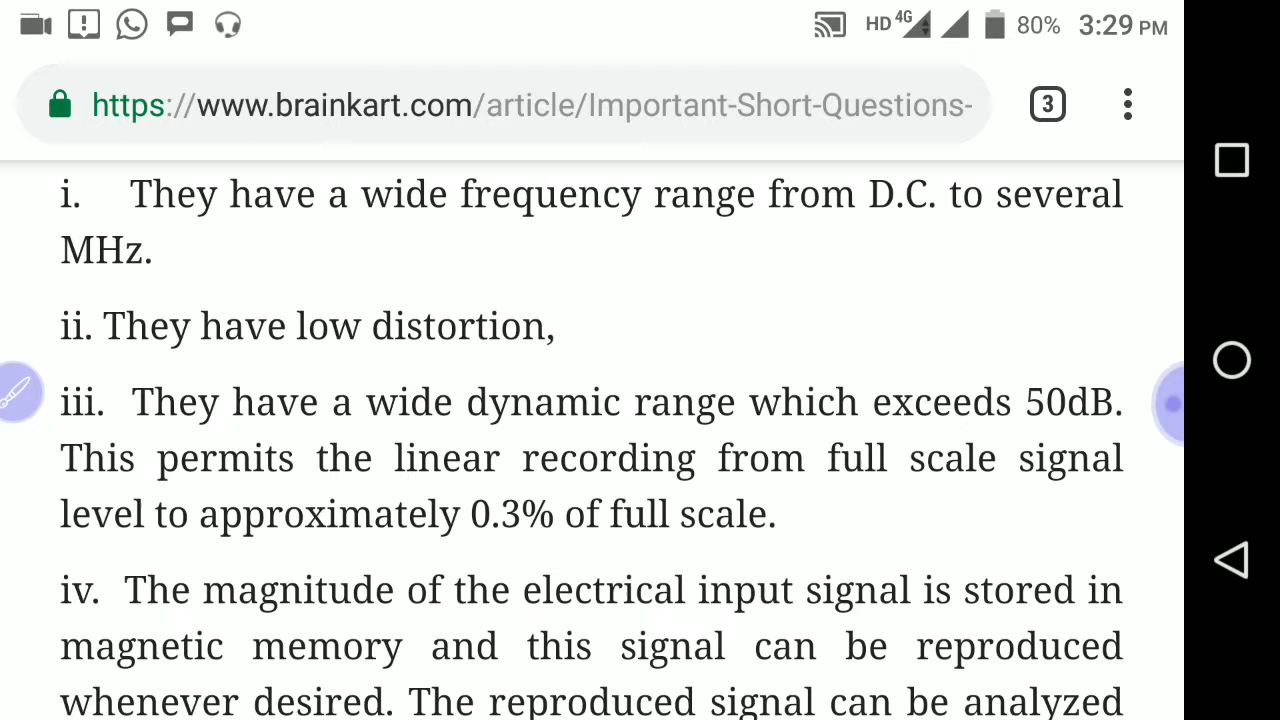 HD 4G 80% 3:29 PM
https://www.brainkart.com/article/Important-Short-Questions- 3
i. They have a wide frequency range from D.C. to several
MHz.
ii. They have low distortion,
iii. They have a wide dynamic range which exceeds 50dB.
This permits the linear recording from full scale signal
level to approximately 0.3% of full scale.
iv. The magnitude of the electrical input signal is stored in
magnetic memory and this signal can be reproduced
whenever desired. The reproduced signal can be analyzed